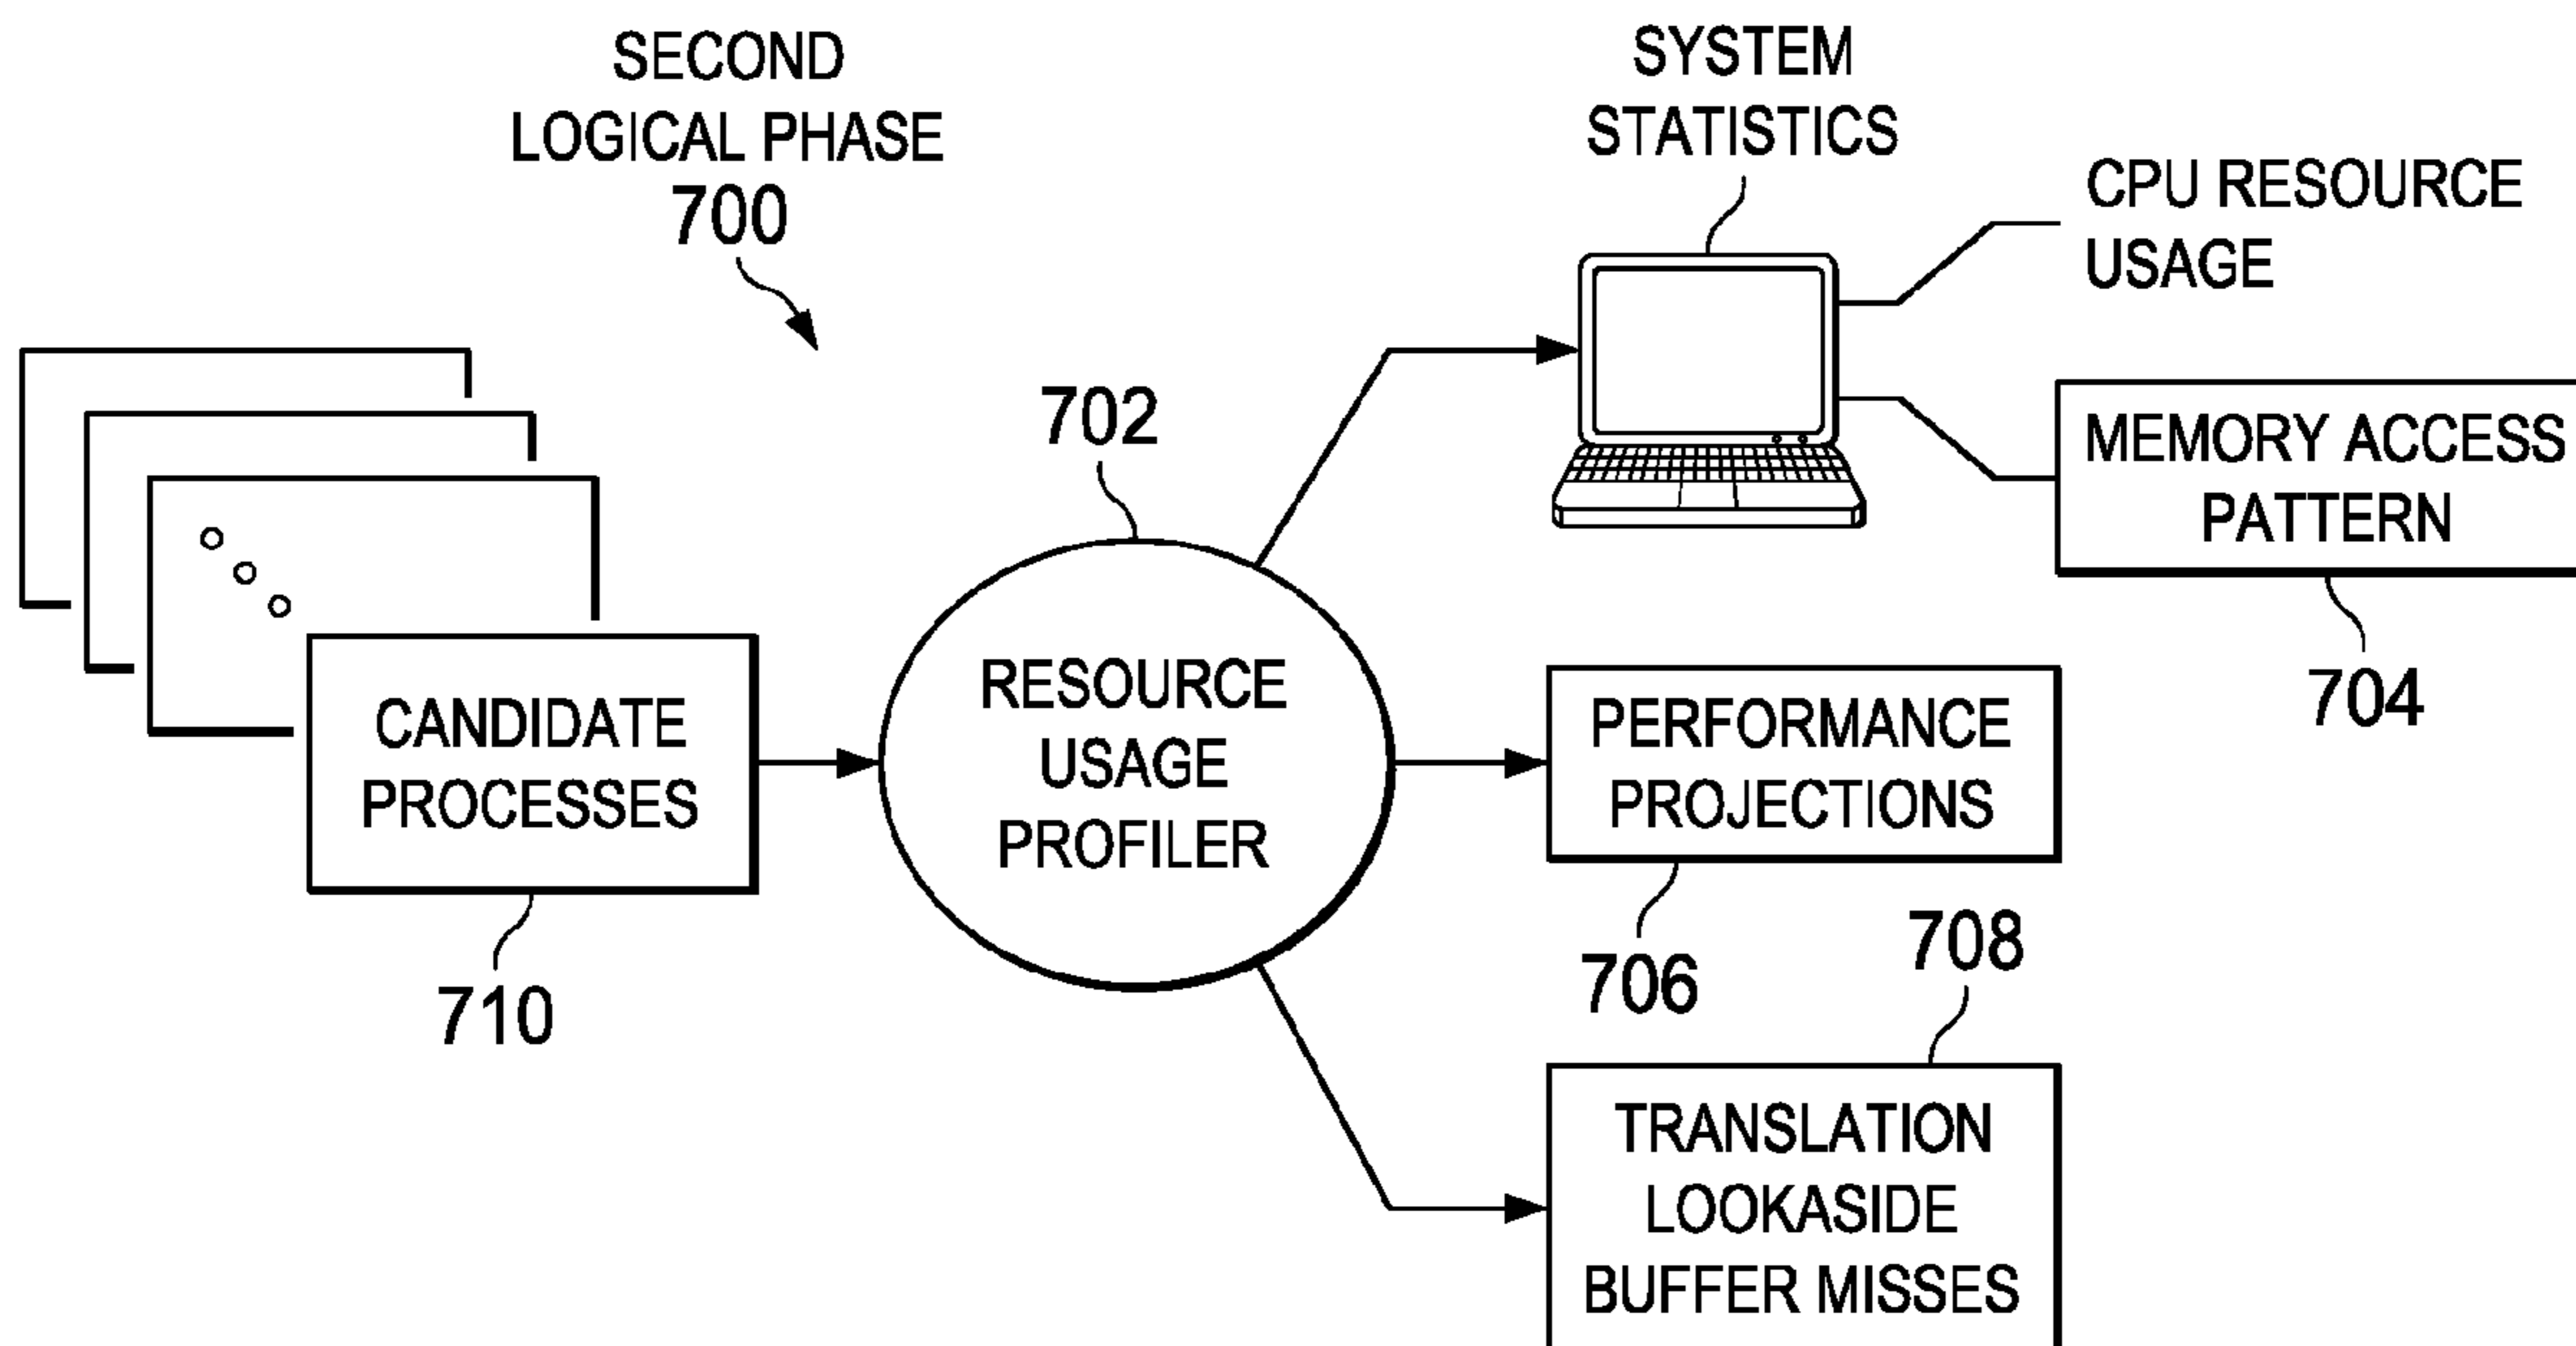 SECOND
LOGICAL PHASE
700
SYSTEM
STATISTICS
CPU RESOURCE
USAGE
MEMORY ACCESS
PATTERN
704
702
CANDIDATE
PROCESSES
710
RESOURCE
USAGE
PROFILER
PERFORMANCE
PROJECTIONS
706
708
TRANSLATION
LOOKASIDE
BUFFER MISSES